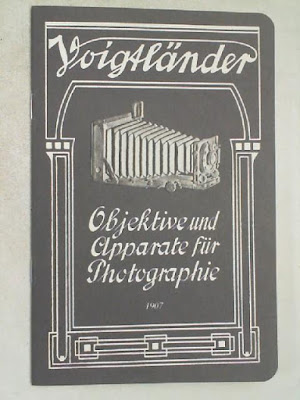 Voigtländer
Objektive und
Apparate für
Photographie
1907